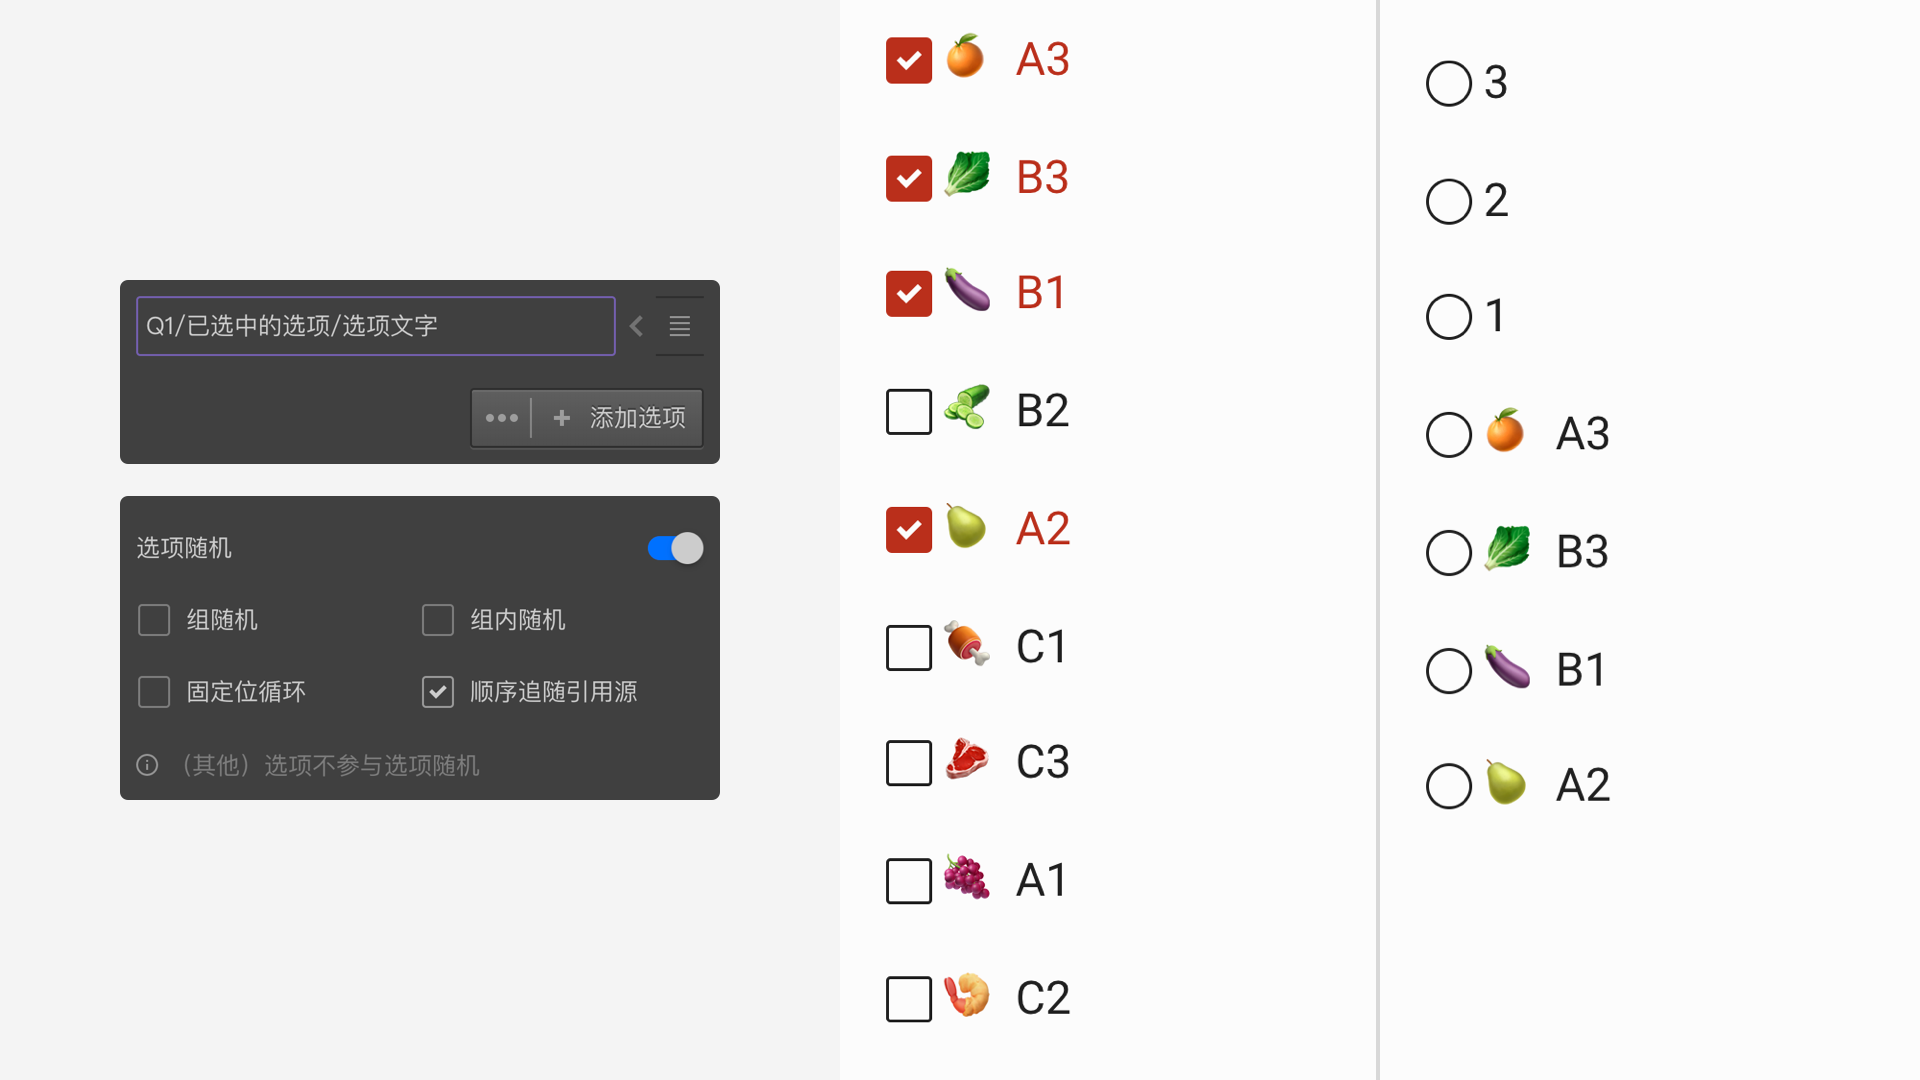 Q1/已选中的选项/选项文字
添加选项
选项随机
组随机
组内随机
固定位循环
顺序追随引用源
（其他）选项不参与选项随机
A3
B3
B1
B2
A2
C1
C3
A1
C2
3
2
1
A3
B3
B1
A2